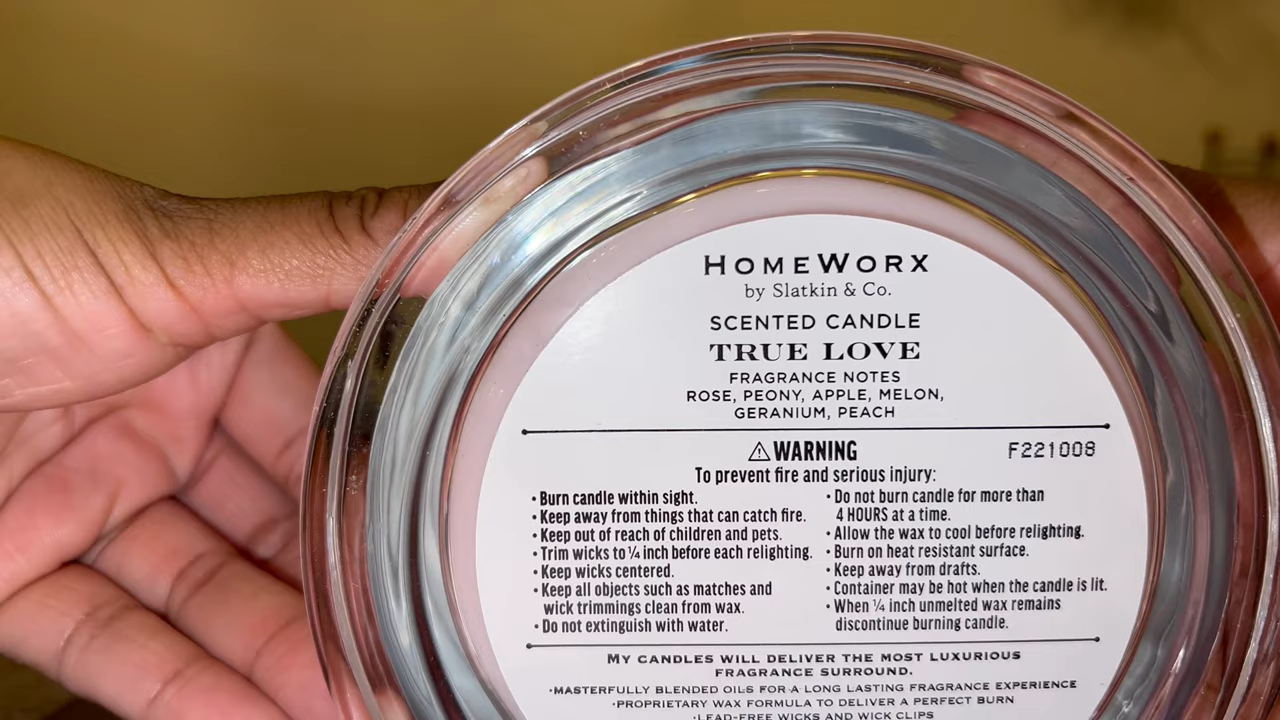 HOMEWORX
by Slatkin & Co.
SCENTED CANDLE
TRUE LOVE
FRAGRANCE NOTES
ROSE, PEONY, APPLE, MELON,
GERANIUM, PEACH
⚠WARNING
F221008
To prevent fire and serious injury:
• Burn candle within sight.
• Keep away from things that can catch fire.
• Keep out of reach of children and pets.
• Trim wicks to ¼ inch before each relighting.
• Keep wicks centered.
• Keep all objects such as matches and
wick trimmings clean from wax.
• Do not extinguish with water.
• Do not burn candle for more than
4 HOURS at a time.
• Allow the wax to cool before relighting.
• Burn on heat resistant surface.
• Keep away from drafts.
• Container may be hot when the candle is lit.
• When ¼ inch unmelted wax remains
discontinue burning candle.
MY CANDLES WILL DELIVER THE MOST LUXURIOUS
FRAGRANCE SURROUND.
•MASTERFULLY BLENDED OILS FOR A LONG LASTING FRAGRANCE EXPERIENCE
•PROPRIETARY WAX FORMULA TO DELIVER A PERFECT BURN
•LEAD-FREE WICKS AND WICK CLIPS